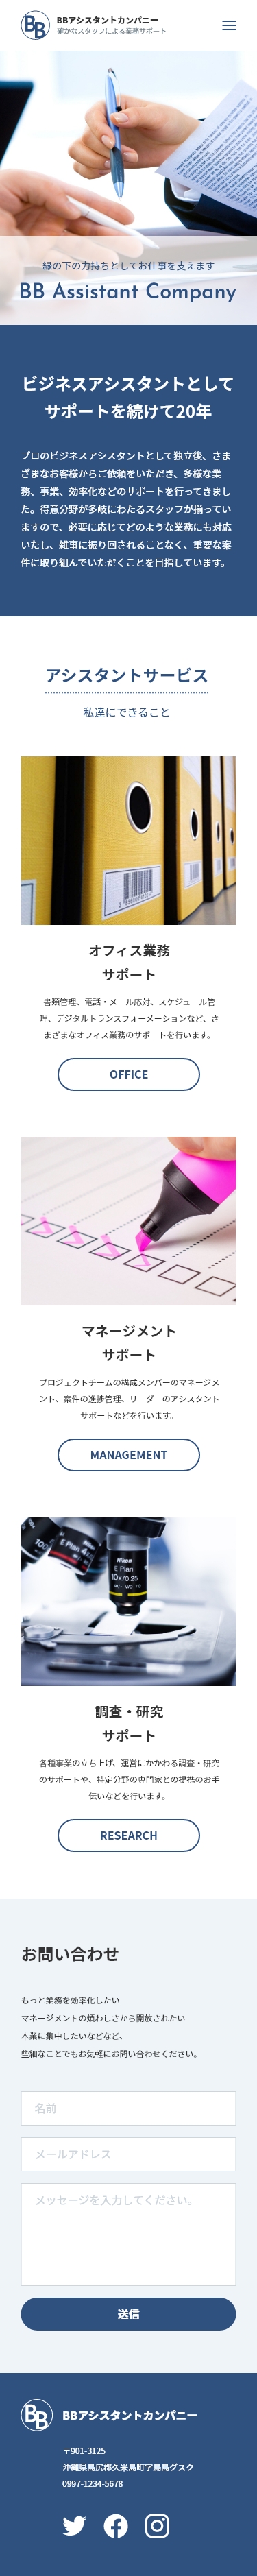 BB
BBアシスタントカンパニー
確かなスタッフによる業務サポート
縁の下の力持ちとしてお仕事を支えます
BB Assistant Company
ビジネスアシスタントとして
サポートを続けて20年
プロのビジネスアシスタントとして独立後、さま
ざまなお客様からご依頼をいただき、多様な業
務、事業、効率化などのサポートを行ってきまし
た。得意分野が多岐にわたるスタッフが揃ってい
ますので、必要に応じてどのような業務にも対応
いたし、雑事に振り回されることなく、重要な案
件に取り組んでいただくことを目指しています。
アシスタントサービス
私達にできること
オフィス業務
サポート
書類管理、電話・メール応対、スケジュール管
理、デジタルトランスフォーメーションなど、さ
まざまなオフィス業務のサポートを行います。
OFFICE
マネージメント
サポート
プロジェクトチームの構成メンバーのマネージメ
ント、案件の進捗管理、リーダーのアシスタント
サポートなどを行います。
MANAGEMENT
Nikon
E Plan
10x/0.25
調査・研究
サポート
各種事業の立ち上げ、運営にかかわる調査・研究
のサポートや、特定分野の専門家との提携のお手
伝いなどを行います。
RESEARCH
お問い合わせ
もっと業務を効率化したい
マネージメントの煩わしさから開放されたい
本業に集中したいなどなど、
些細なことでもお気軽にお問い合わせください。
名前
メールアドレス
メッセージを入力してください。
送信
BB
BBアシスタントカンパニー
〒901-3125
沖縄県島尻郡久米島町字島島グスク
0997-1234-5678